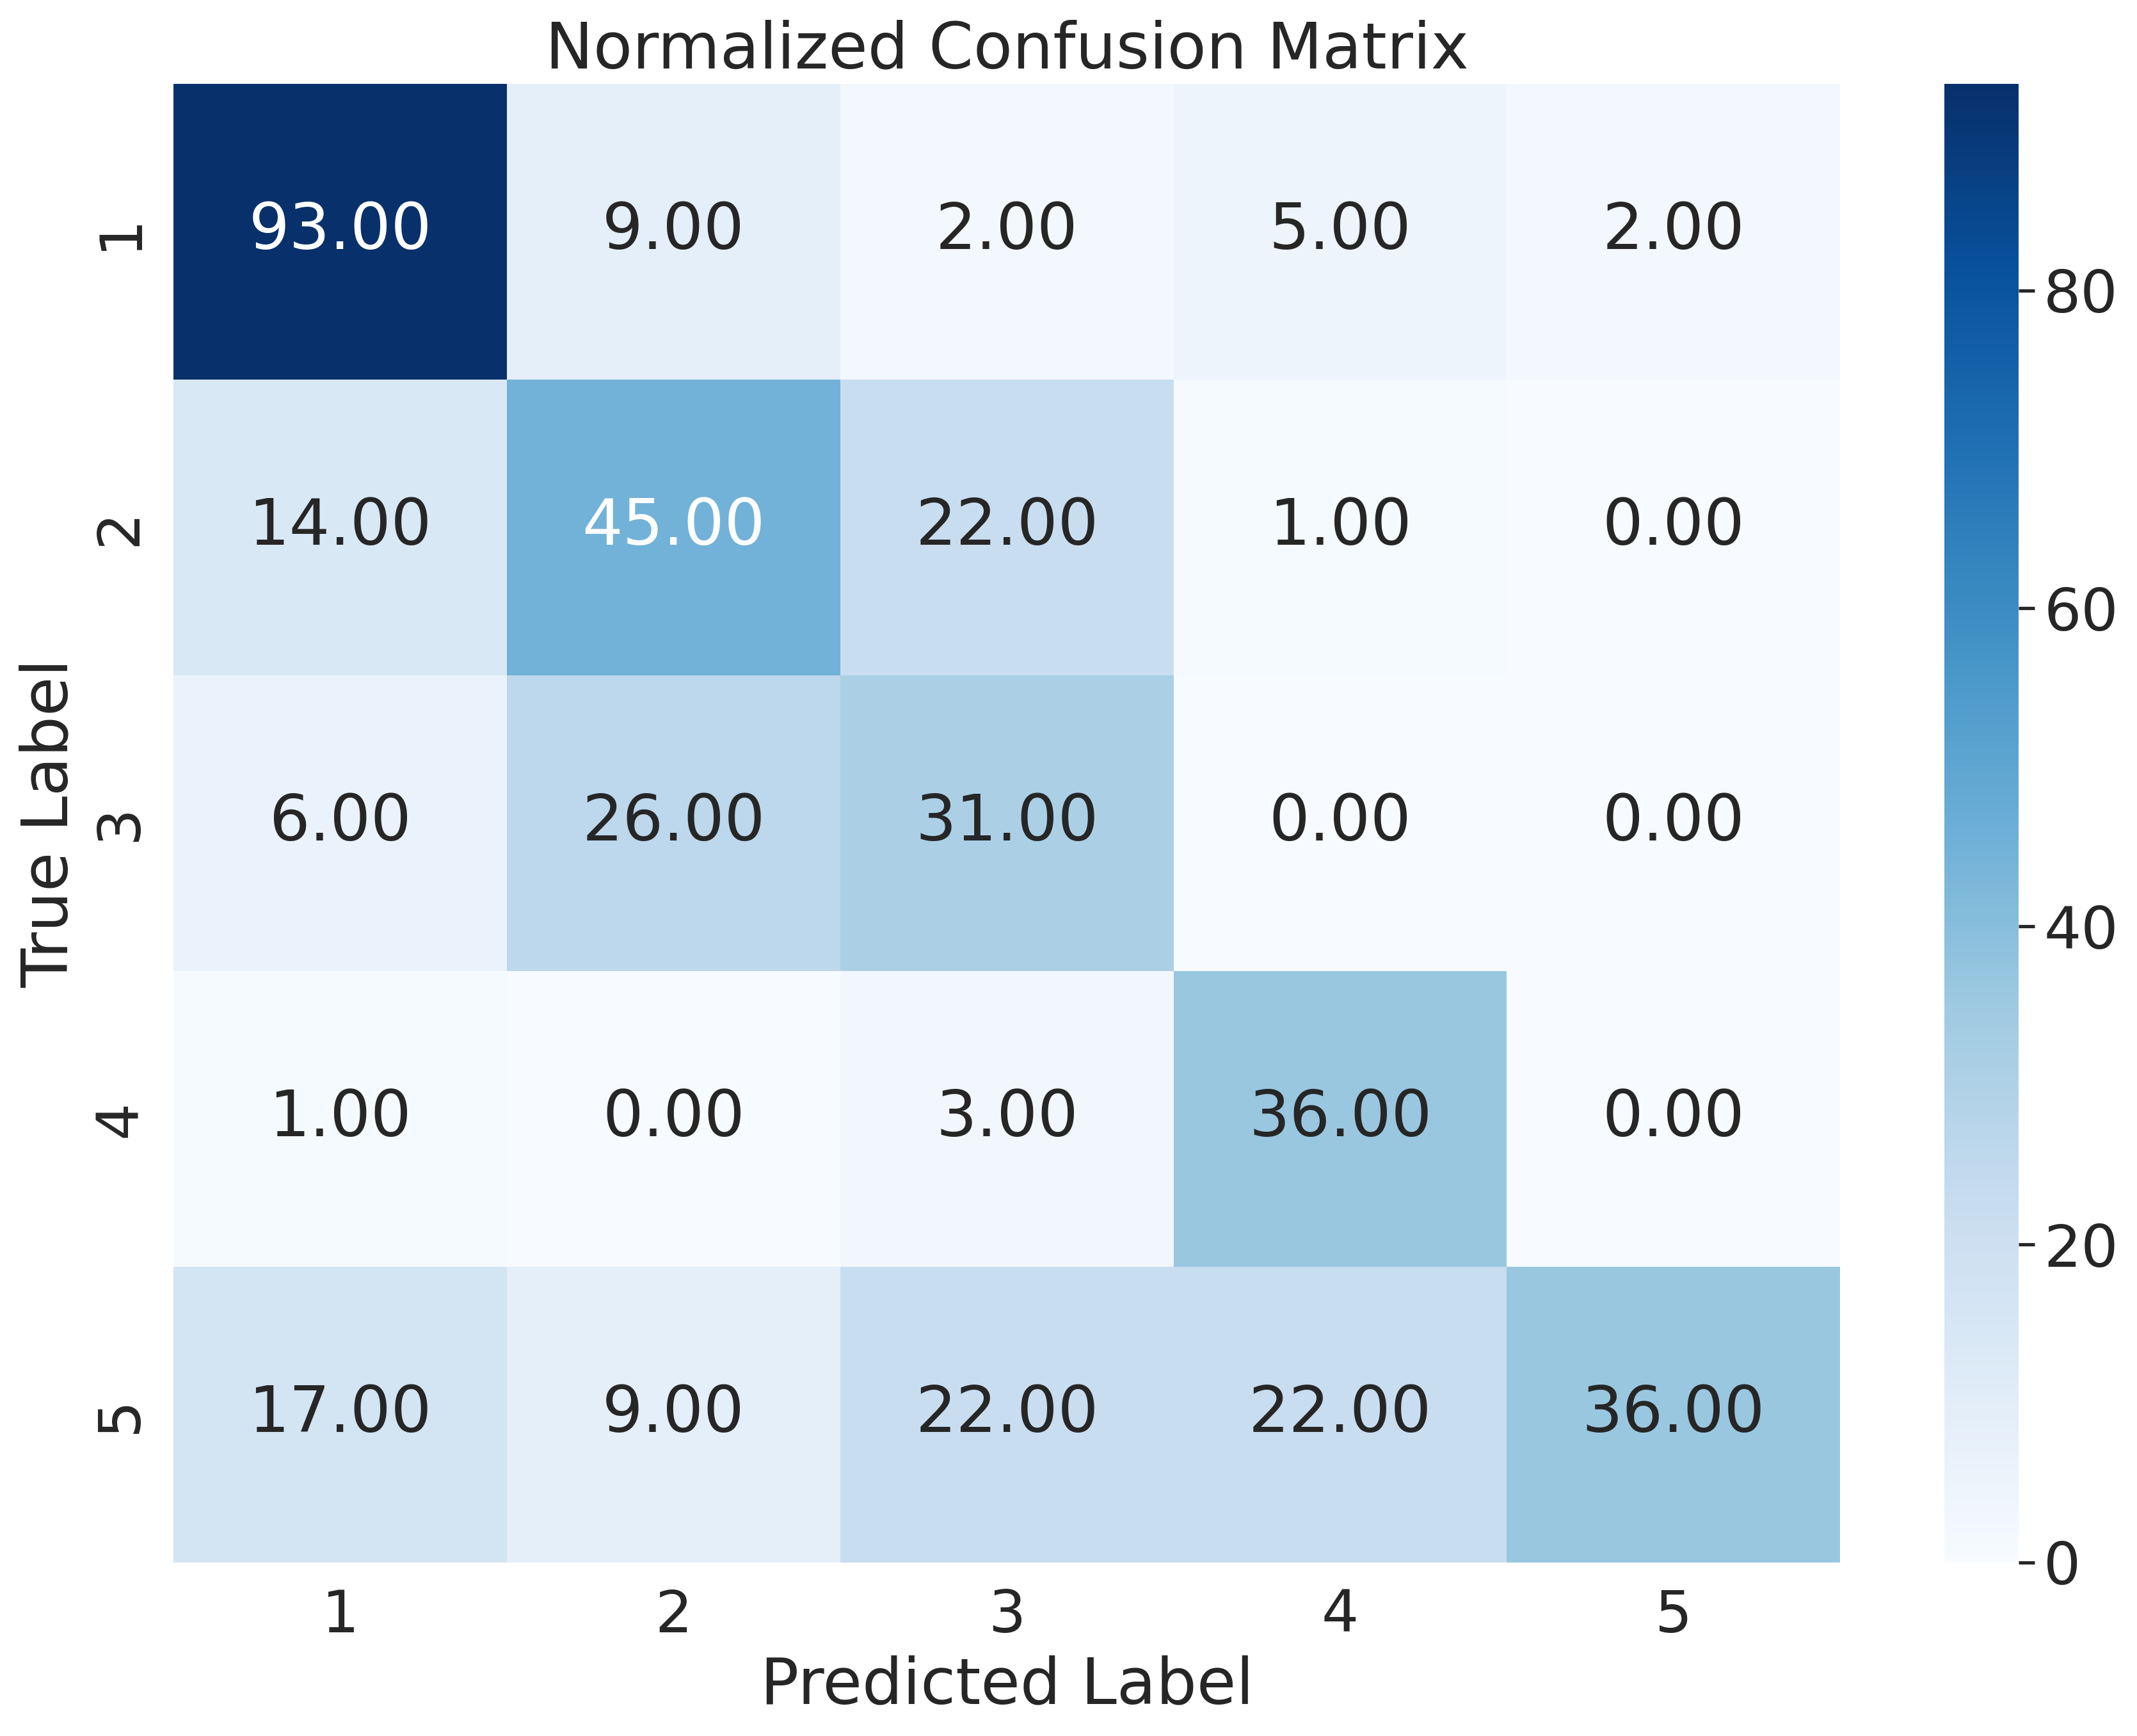 Normalized Confusion Matrix
93.00 9.00 2.00 5.00 2.00
14.00 45.00 22.00 1.00 0.00
6.00 26.00 31.00 0.00 0.00
1.00 0.00 3.00 36.00 0.00
17.00 9.00 22.00 22.00 36.00
1
2
3
4
5
True Label
1 2 3 4 5
Predicted Label
80
60
40
20
0